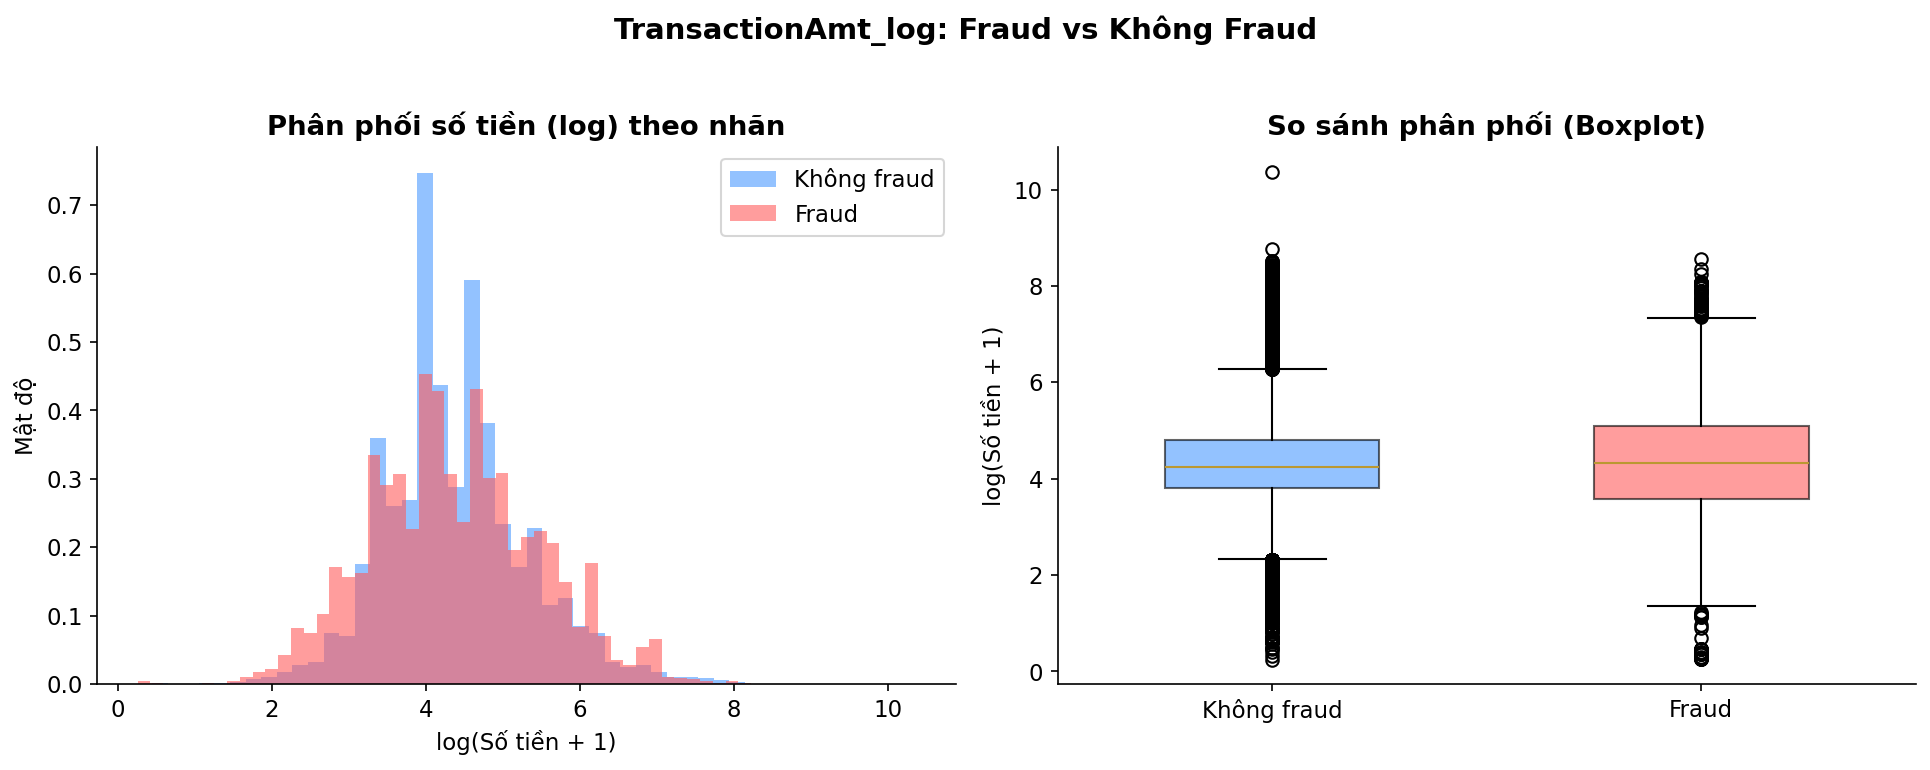 TransactionAmt_log: Fraud vs Không Fraud
Phân phối số tiền (log) theo nhãn
Không fraud
Fraud
Mật độ
0.7
0.6
0.5
0.4
0.3
0.2
0.1
0.0
0 2 4 6 8 10
log(Số tiền + 1)
So sánh phân phối (Boxplot)
log(Số tiền + 1)
10
8
6
4
2
0
Không fraud Fraud